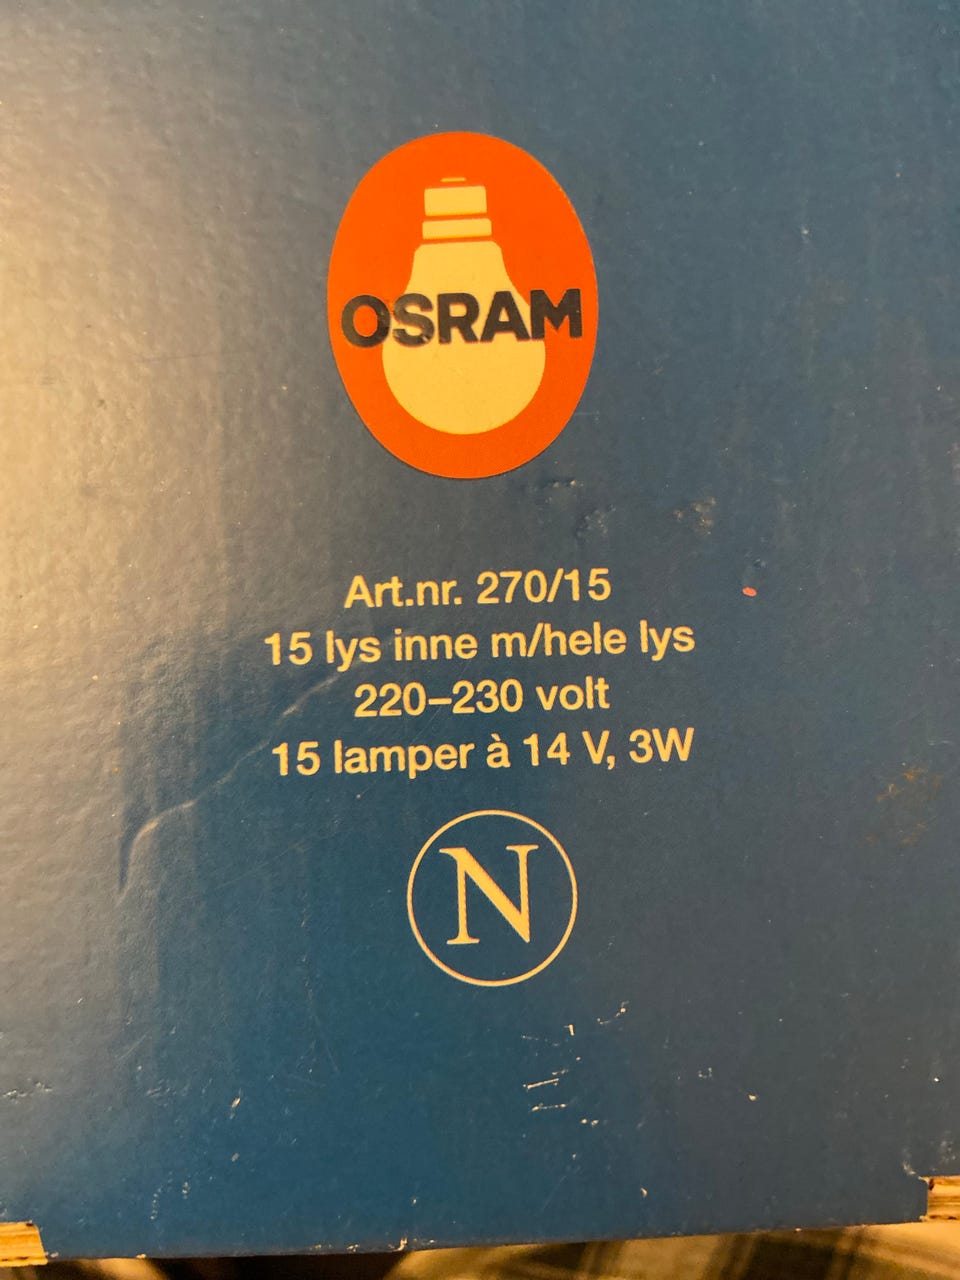 OSRAM
Art.nr. 270/15
15 lys inne m/hele lys
220–230 volt
15 lamper à 14 V, 3W
N